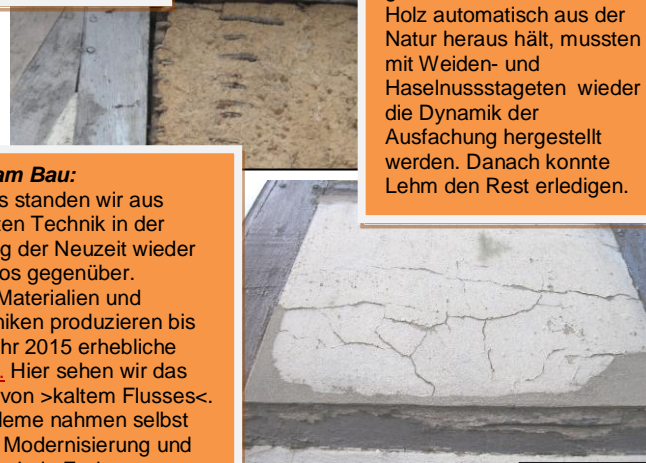 Holz automatisch aus der
Natur heraus hält, mussten
mit Weiden- und
Haselnussstageten wieder
die Dynamik der
Ausfachung hergestellt
werden. Danach konnte
Lehm den Rest erledigen.
am Bau:
s standen wir aus
ten Technik in der
g der Neuzeit wieder
os gegenüber.
Materialien und
niken produzieren bis
hr 2015 erhebliche
. Hier sehen wir das
von >kaltem Flusses<.
leme nahmen selbst
Modernisierung und